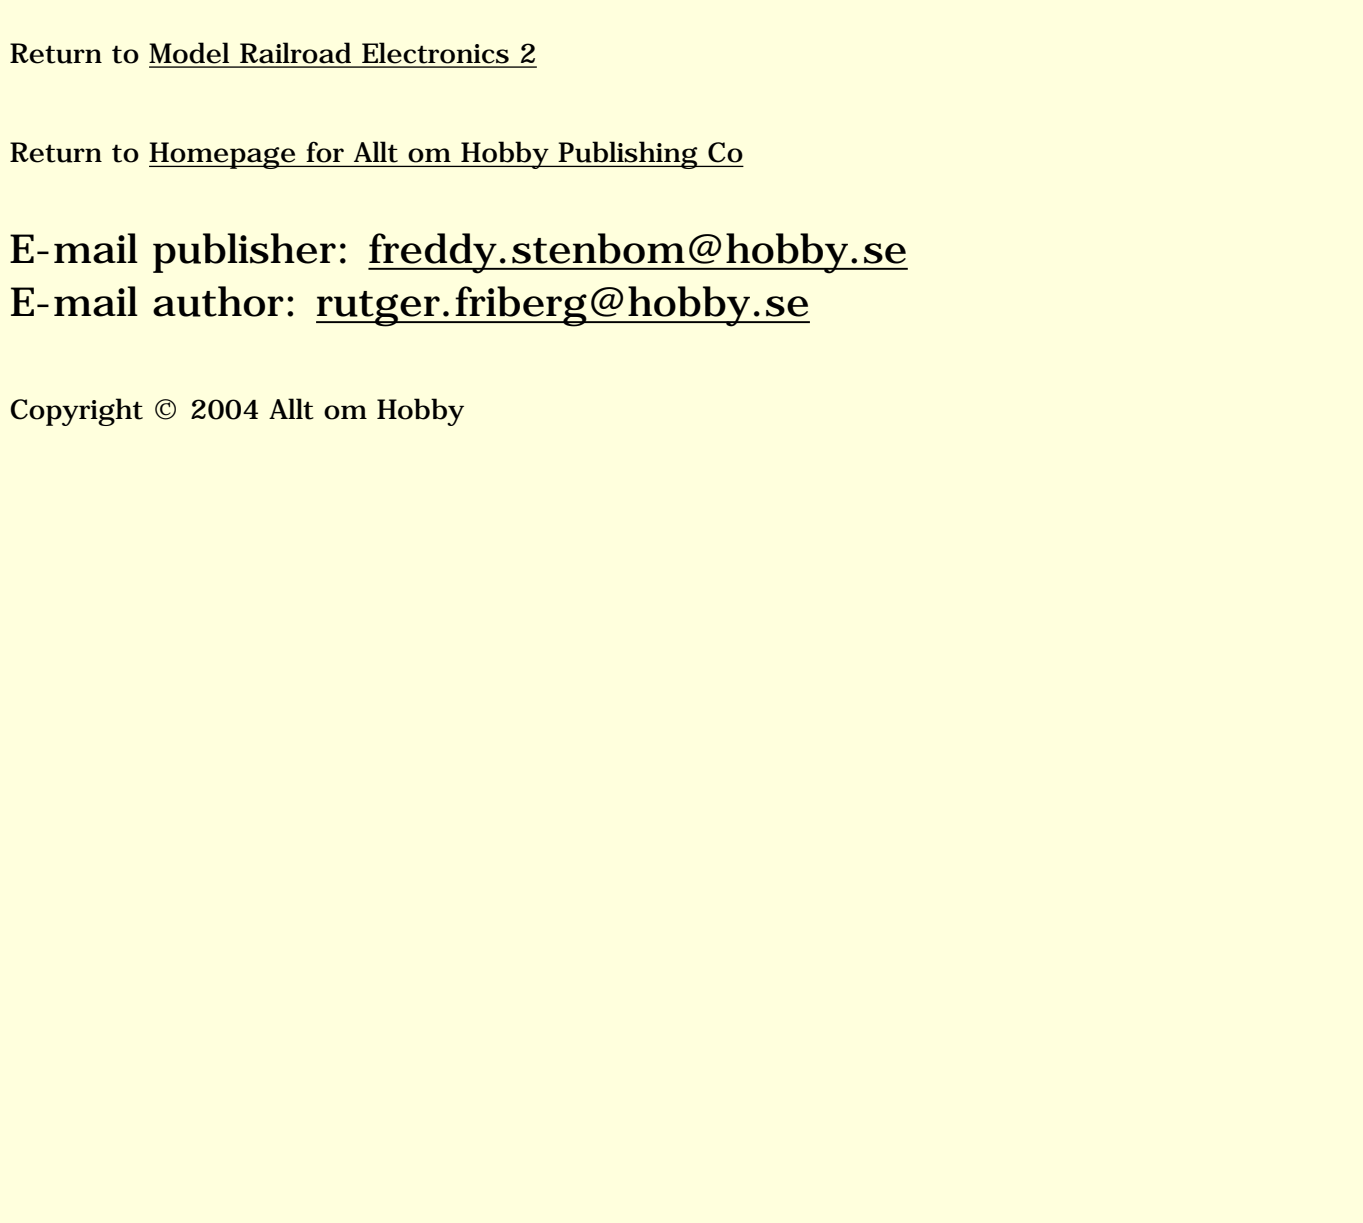 Return to Model Railroad Electronics 2
Return to Homepage for Allt om Hobby Publishing Co
E-mail publisher: freddy.stenbom@hobby.se
E-mail author: rutger.friberg@hobby.se
Copyright © 2004 Allt om Hobby